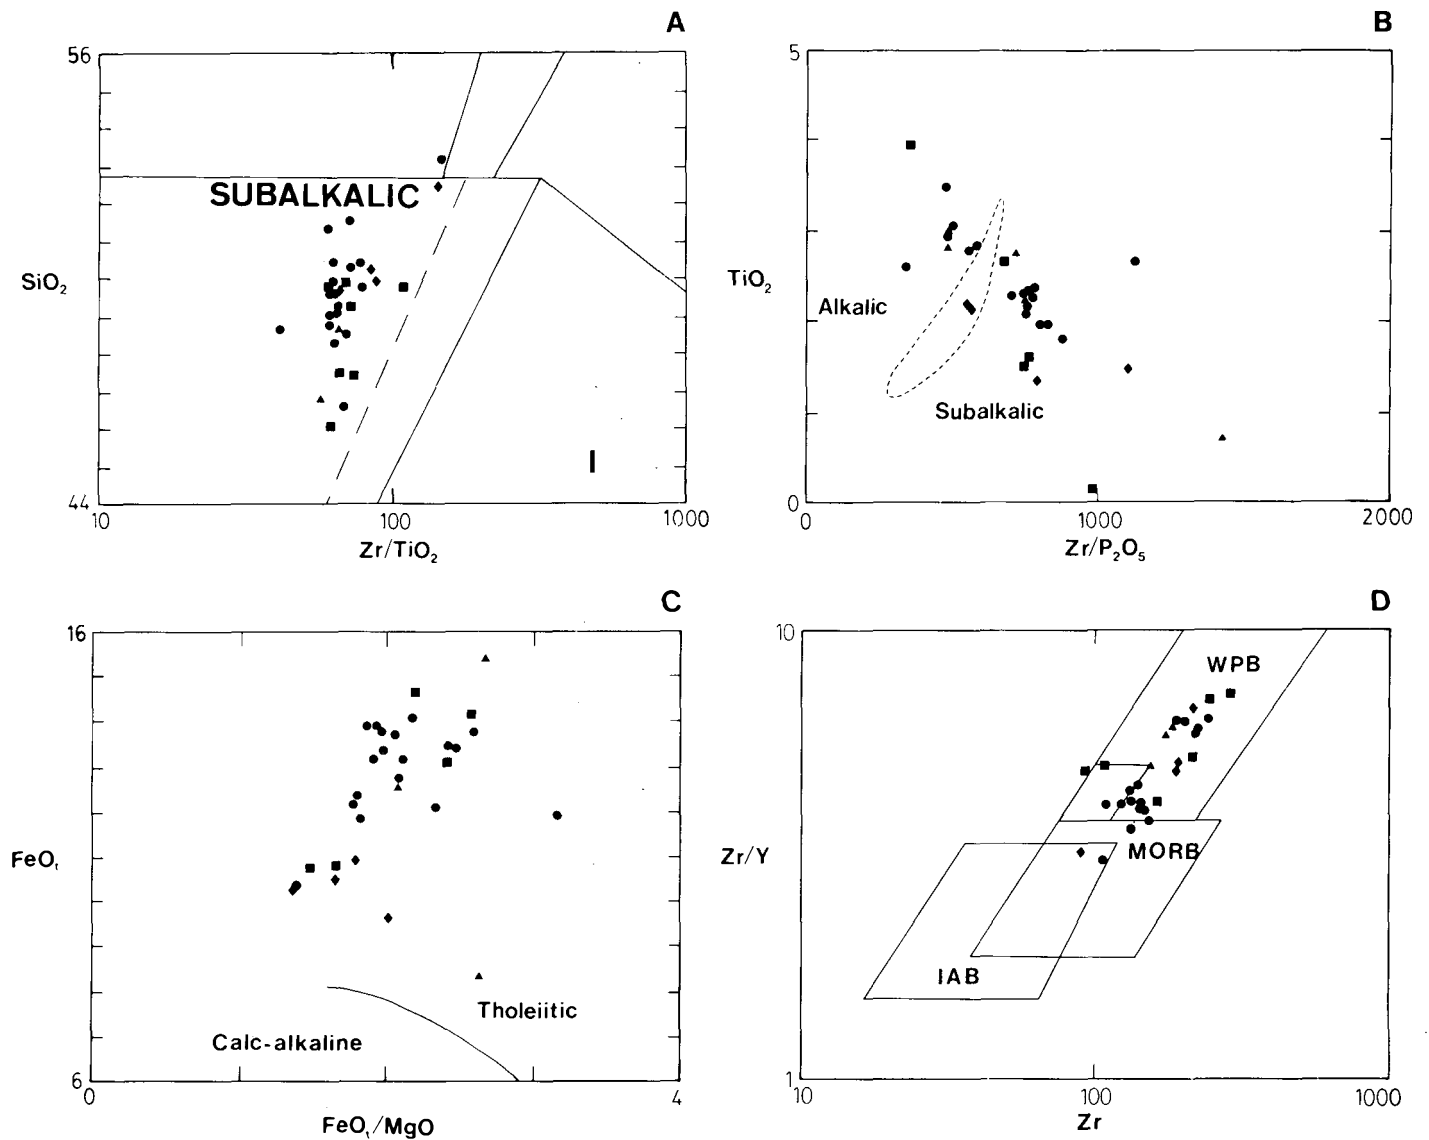 A
56
SUBALKALIC
SiO₂
44
10
100
1000
Zr/TiO₂
B
5
TiO₂
Alkalic
Subalkalic
0
0
1000
2000
Zr/P₂O₅
C
16
FeOₜ
Tholeiitic
Calc-alkaline
6
0
4
FeOₜ/MgO
D
10
WPB
Zr/Y
MORB
IAB
1
10
100
1000
Zr